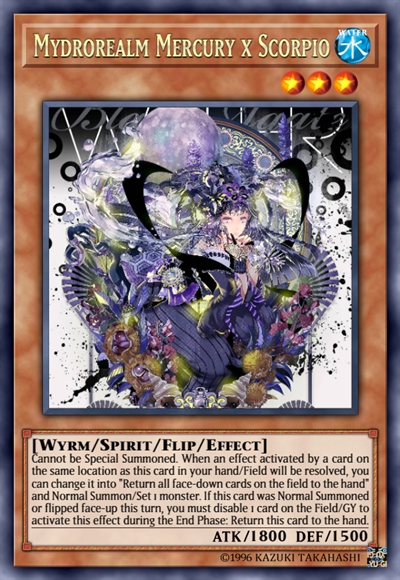 Mydrorealm Mercury x Scorpio
WATER
水
[Wyrm/Spirit/Flip/Effect]
Cannot be Special Summoned. When an effect activated by a card on
the same location as this card in your hand/Field will be resolved, you
can change it into "Return all face-down cards on the field to the hand"
and Normal Summon/Set 1 monster. If this card was Normal Summoned
or flipped face-up this turn, you must disable 1 card on the Field/GY to
activate this effect during the End Phase: Return this card to the hand.
ATK/1800 DEF/1500
©1996 KAZUKI TAKAHASHI